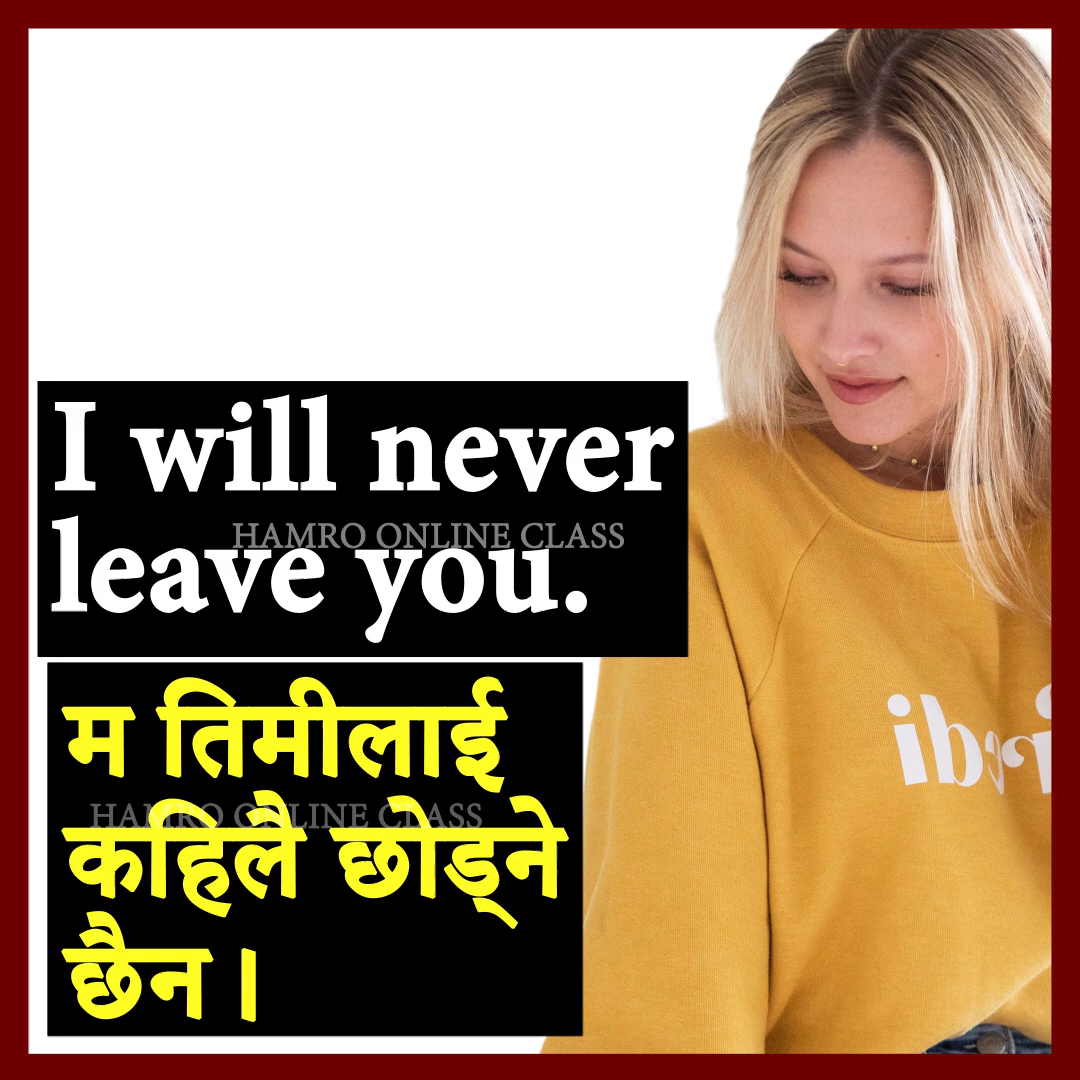 I will never
leave you.
HAMRO ONLINE CLASS
म तिमीलाई
HAMRO ONLINE CLASS
कहिलै छोड्ने
छैन।